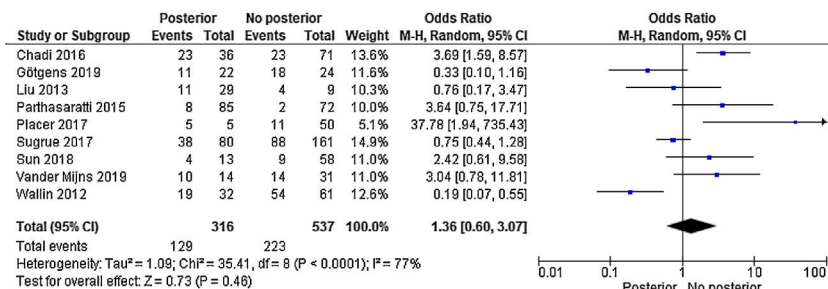 Posterior No posterior Odds Ratio Odds Ratio
Study or Subgroup Events Total Events Total Weight M-H, Random, 95% CI M-H, Random, 95% CI
Chadi 2016 23 36 23 71 13.6% 3.69 [1.59, 8.57]
Götgens 2019 11 22 18 24 11.6% 0.33 [0.10, 1.16]
Liu 2013 11 29 4 9 10.0% 0.76 [0.17, 3.47]
Parthasaratti 2015 8 85 2 72 9.8% 3.64 [0.75, 17.71]
Placer 2017 5 5 11 50 5.1% 37.78 [1.94, 735.43]
Sugrue 2017 38 80 88 161 14.9% 0.75 [0.44, 1.28]
Sun 2018 4 13 9 58 10.7% 2.42 [0.61, 9.58]
Vander Mijns 2019 10 14 14 31 10.8% 3.04 [0.78, 11.81]
Wallin 2012 19 32 54 61 12.6% 0.19 [0.07, 0.55]
Total (95% CI) 316 537 100.0% 1.36 [0.60, 3.07]
Total events 129 223
Heterogeneity: Tau² = 1.09; Chi² = 35.41, df = 8 (P < 0.0001); I² = 77%
Test for overall effect: Z = 0.73 (P = 0.46)
0.01 0.1 1 10 100
Posterior No posterior